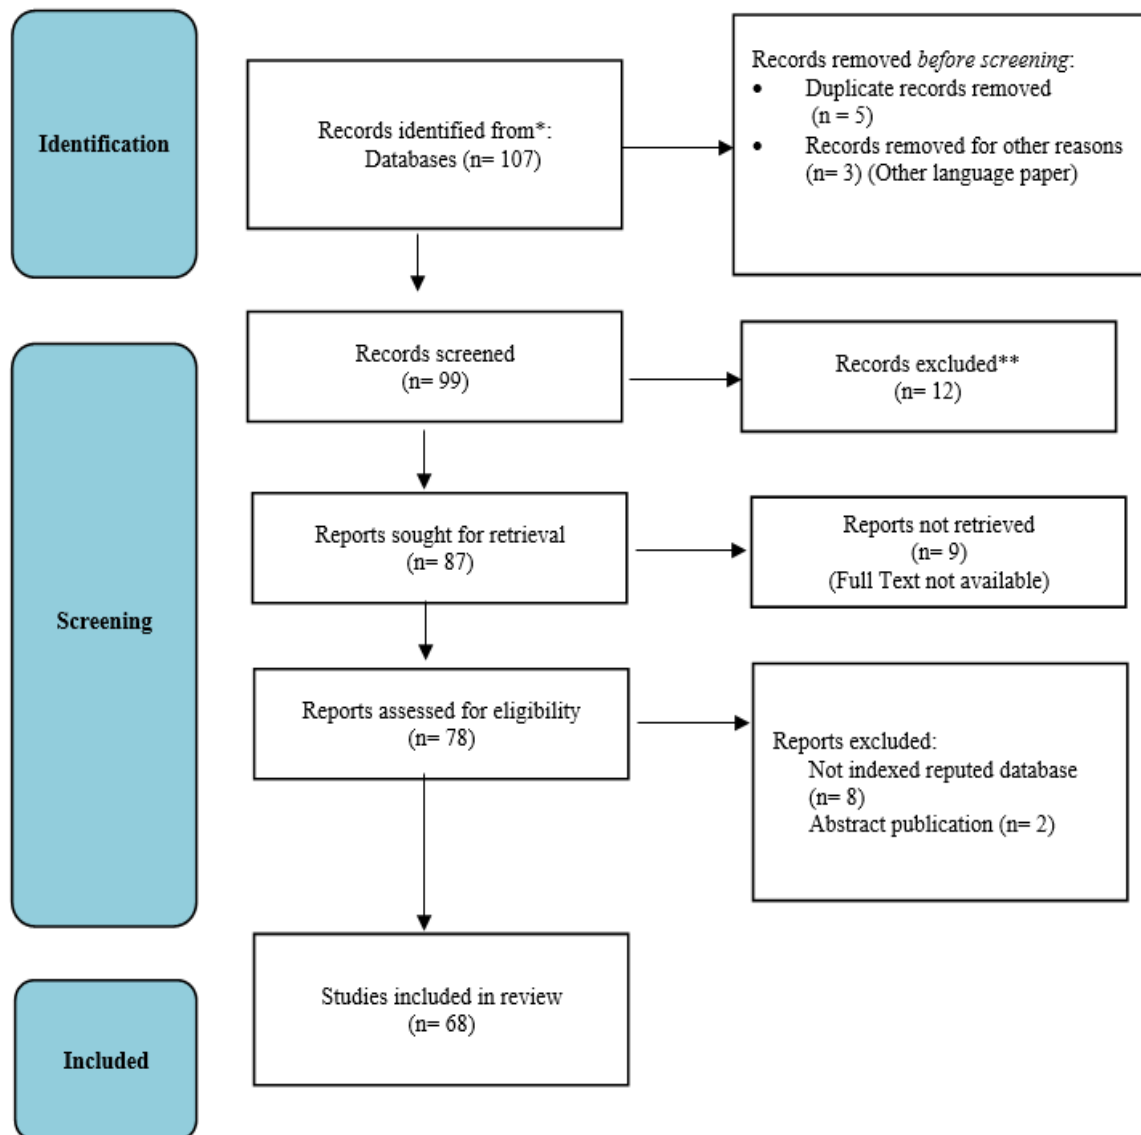 Identification
Records identified from*:
Databases (n= 107)
Records removed before screening:
• Duplicate records removed
(n = 5)
• Records removed for other reasons
(n= 3) (Other language paper)
Screening
Records screened
(n= 99)
Records excluded**
(n= 12)
Reports sought for retrieval
(n= 87)
Reports not retrieved
(n= 9)
(Full Text not available)
Reports assessed for eligibility
(n= 78)
Reports excluded:
Not indexed reputed database
(n= 8)
Abstract publication (n= 2)
Included
Studies included in review
(n= 68)